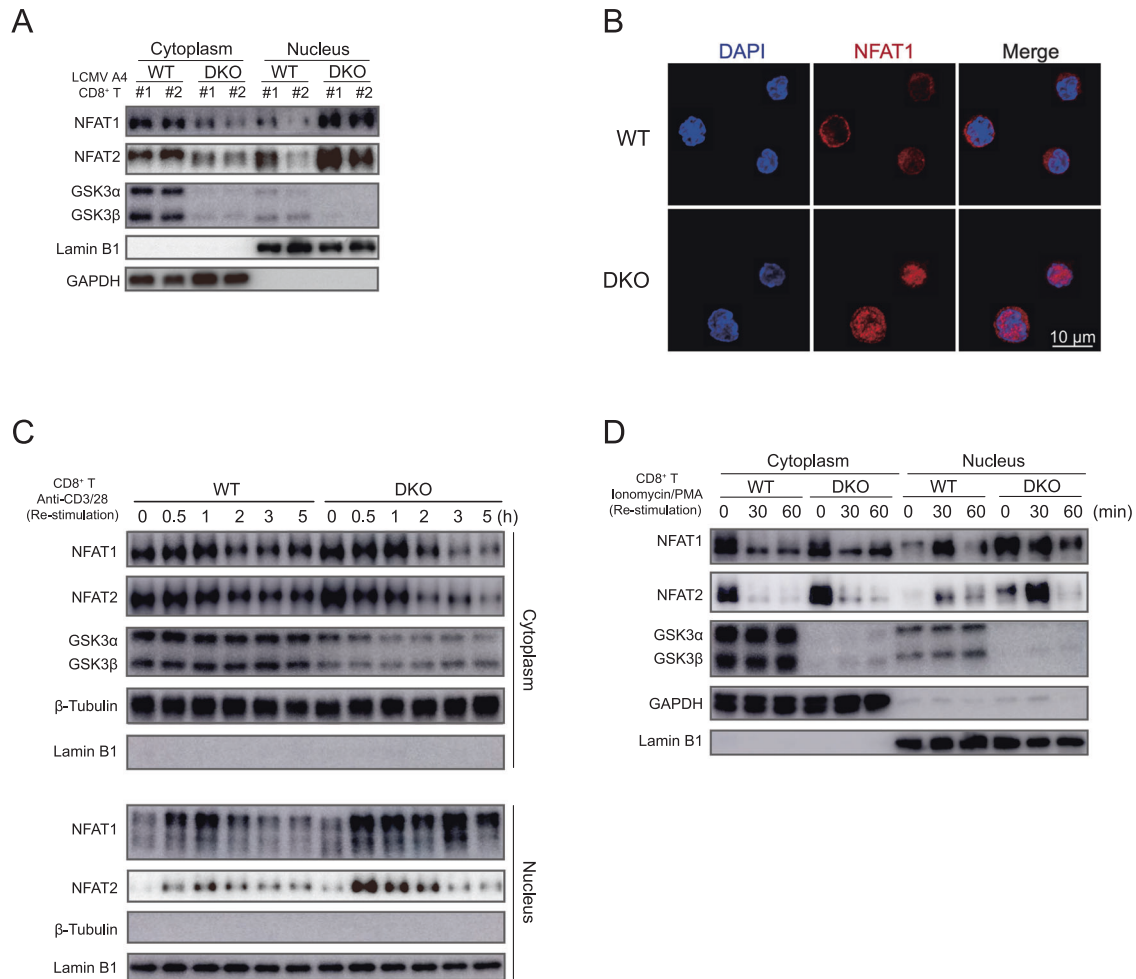 A
Cytoplasm Nucleus
LCMV A4 WT DKO WT DKO
CD8⁺ T #1 #2 #1 #2 #1 #2 #1 #2
NFAT1
NFAT2
GSK3α
GSK3β
Lamin B1
GAPDH
B
DAPI NFAT1 Merge
WT
DKO
10 µm
C
CD8⁺ T
Anti-CD3/28
(Re-stimulation)
WT DKO
0 0.5 1 2 3 5 0 0.5 1 2 3 5 (h)
NFAT1
NFAT2
GSK3α
GSK3β
β-Tubulin
Lamin B1
Cytoplasm
NFAT1
NFAT2
β-Tubulin
Lamin B1
Nucleus
D
Cytoplasm Nucleus
CD8⁺ T
Ionomycin/PMA
(Re-stimulation)
WT DKO WT DKO
0 30 60 0 30 60 0 30 60 0 30 60 (min)
NFAT1
NFAT2
GSK3α
GSK3β
GAPDH
Lamin B1